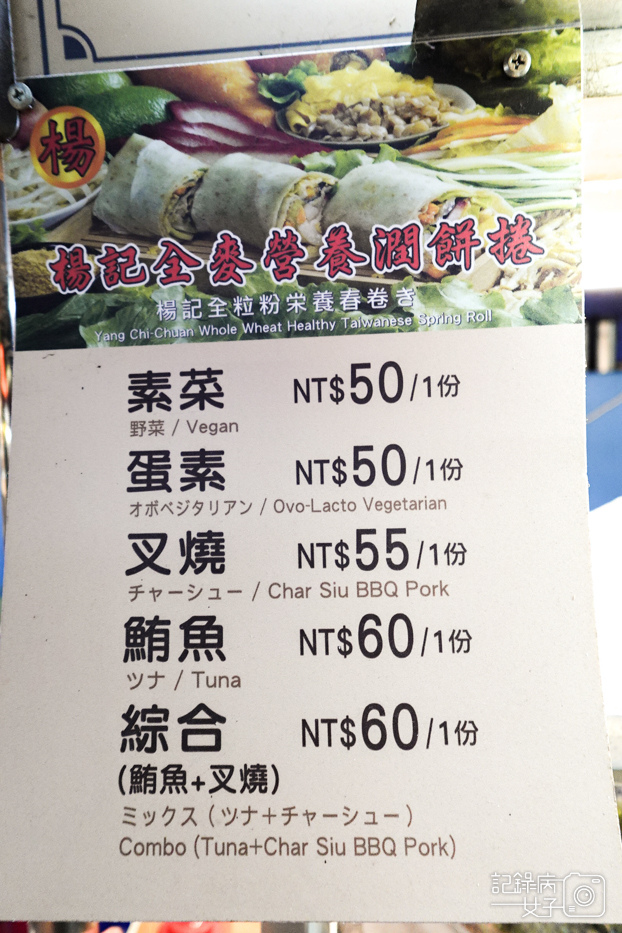 楊
楊記全麥營養潤餅捲
楊記全粒粉栄養春卷き
Yang Chi-Chuan Whole Wheat Healthy Taiwanese Spring Roll
素菜 NT$50/1份
野菜 / Vegan
蛋素 NT$50/1份
オボベジタリアン / Ovo-Lacto Vegetarian
叉燒 NT$55/1份
チャーシュー / Char Siu BBQ Pork
鮪魚 NT$60/1份
ツナ / Tuna
綜合 NT$60/1份
(鮪魚+叉燒)
ミックス (ツナ+チャーシュー)
Combo (Tuna+Char Siu BBQ Pork)
記錄病
女子